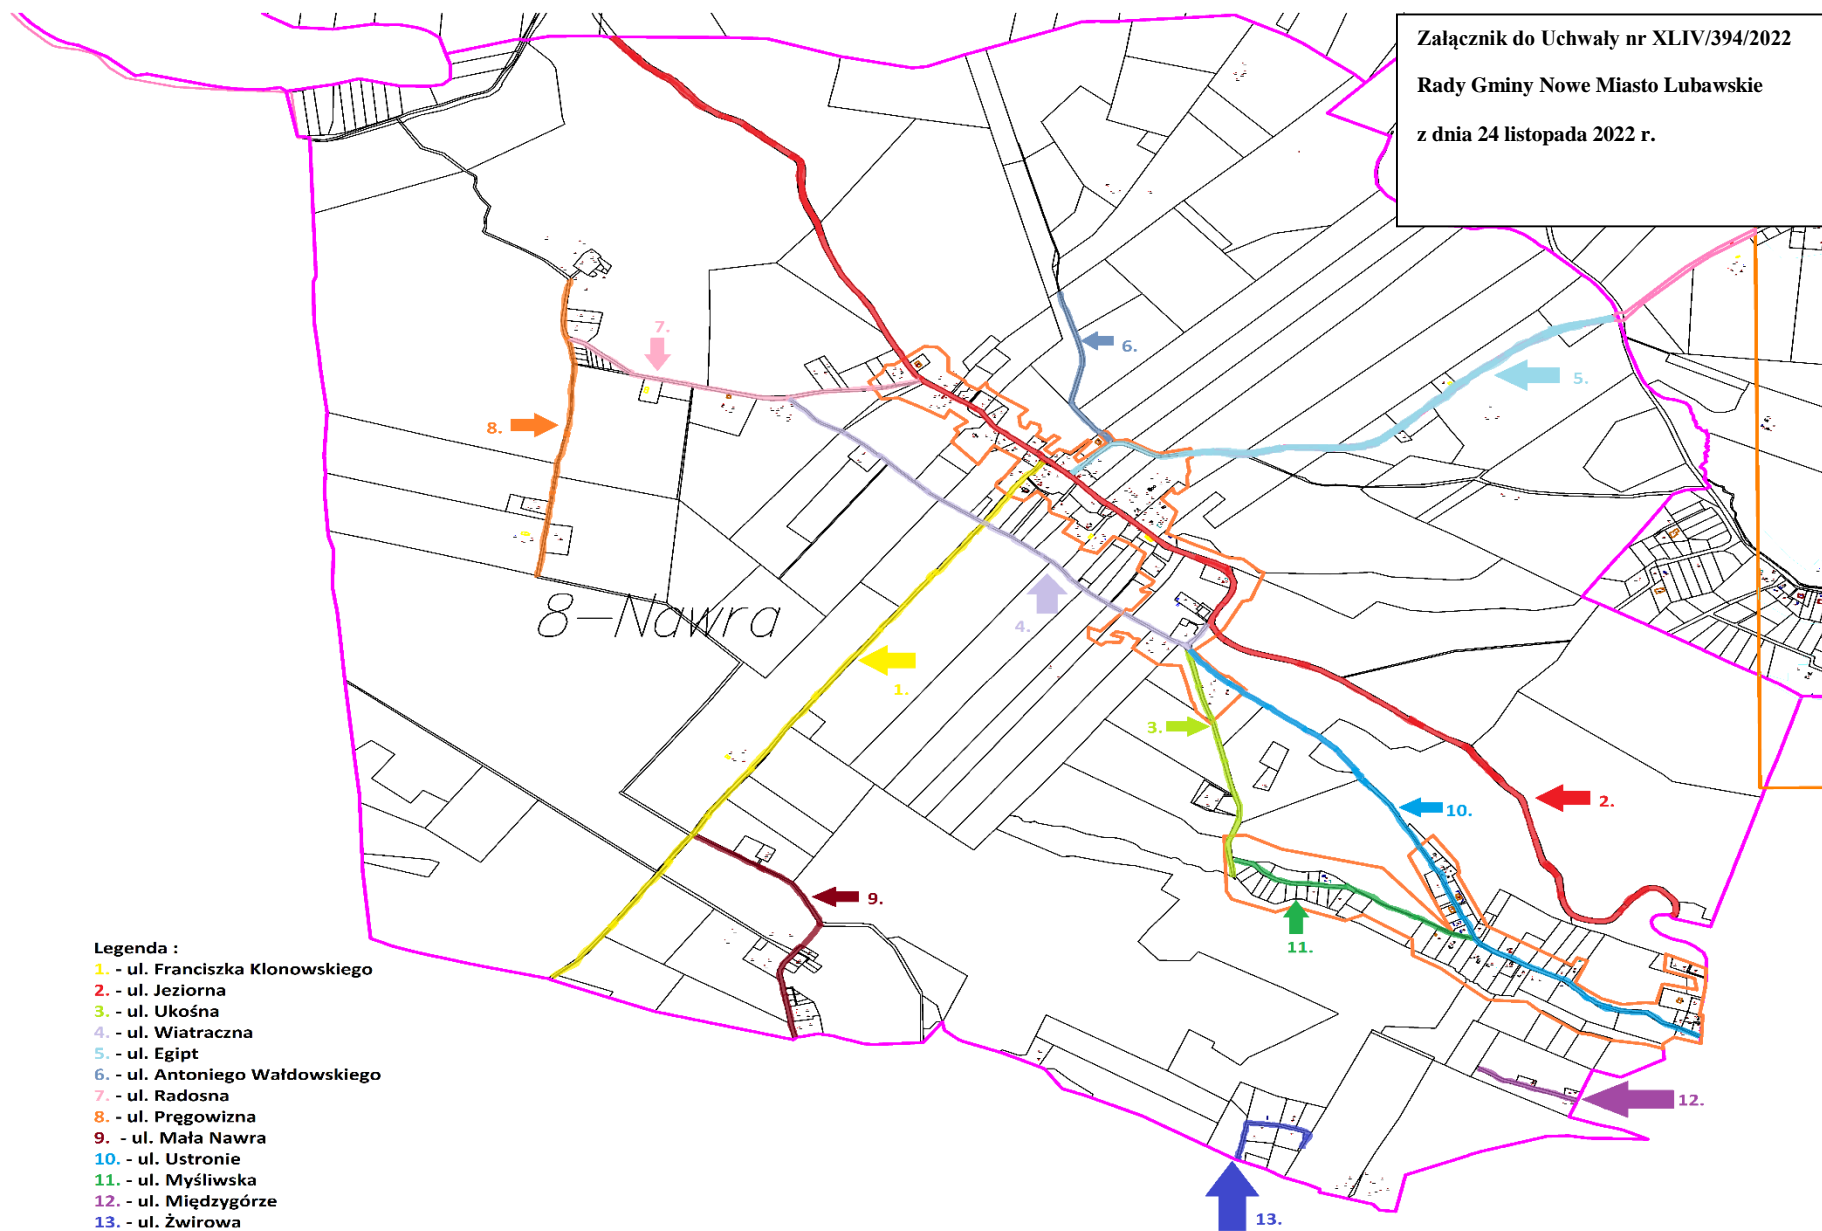 Załącznik do Uchwały nr XLIV/394/2022
Rady Gminy Nowe Miasto Lubawskie
z dnia 24 listopada 2022 r.
7.
6.
5.
8.
8-Nawra
4.
1.
3.
2.
10.
9.
11.
12.
13.
Legenda :
1. - ul. Franciszka Klonowskiego
2. - ul. Jeziorna
3. - ul. Ukośna
4. - ul. Wiatraczna
5. - ul. Egipt
6. - ul. Antoniego Wałdowskiego
7. - ul. Radosna
8. - ul. Pręgowizna
9. - ul. Mała Nawra
10. - ul. Ustronie
11. - ul. Myśliwska
12. - ul. Międzygórze
13. - ul. Żwirowa